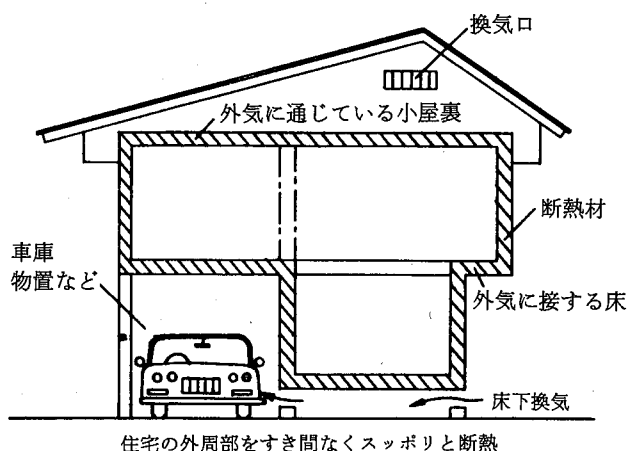 換気口
外気に通じている小屋裏
断熱材
車庫
物置など
外気に接する床
床下換気
住宅の外周部をすき間なくスッポリと断熱